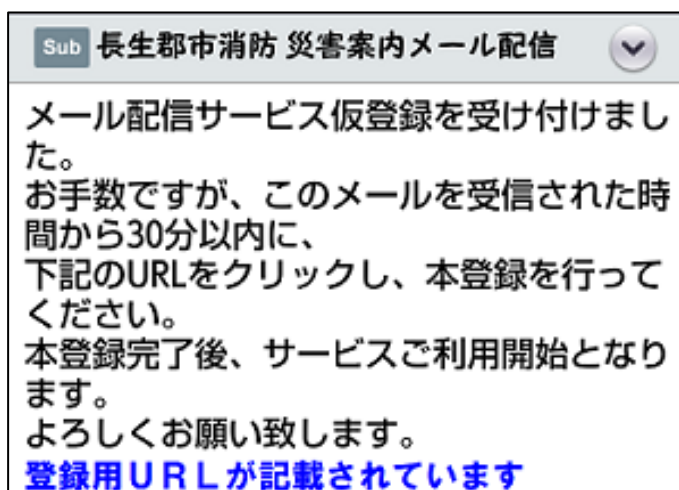 Sub 長生郡市消防 災害案内メール配信
メール配信サービス仮登録を受け付けまし
た。
お手数ですが、このメールを受信された時
間から30分以内に、
下記のURLをクリックし、本登録を行って
ください。
本登録完了後、サービスご利用開始となり
ます。
よろしくお願い致します。
登録用ＵＲＬが記載されています